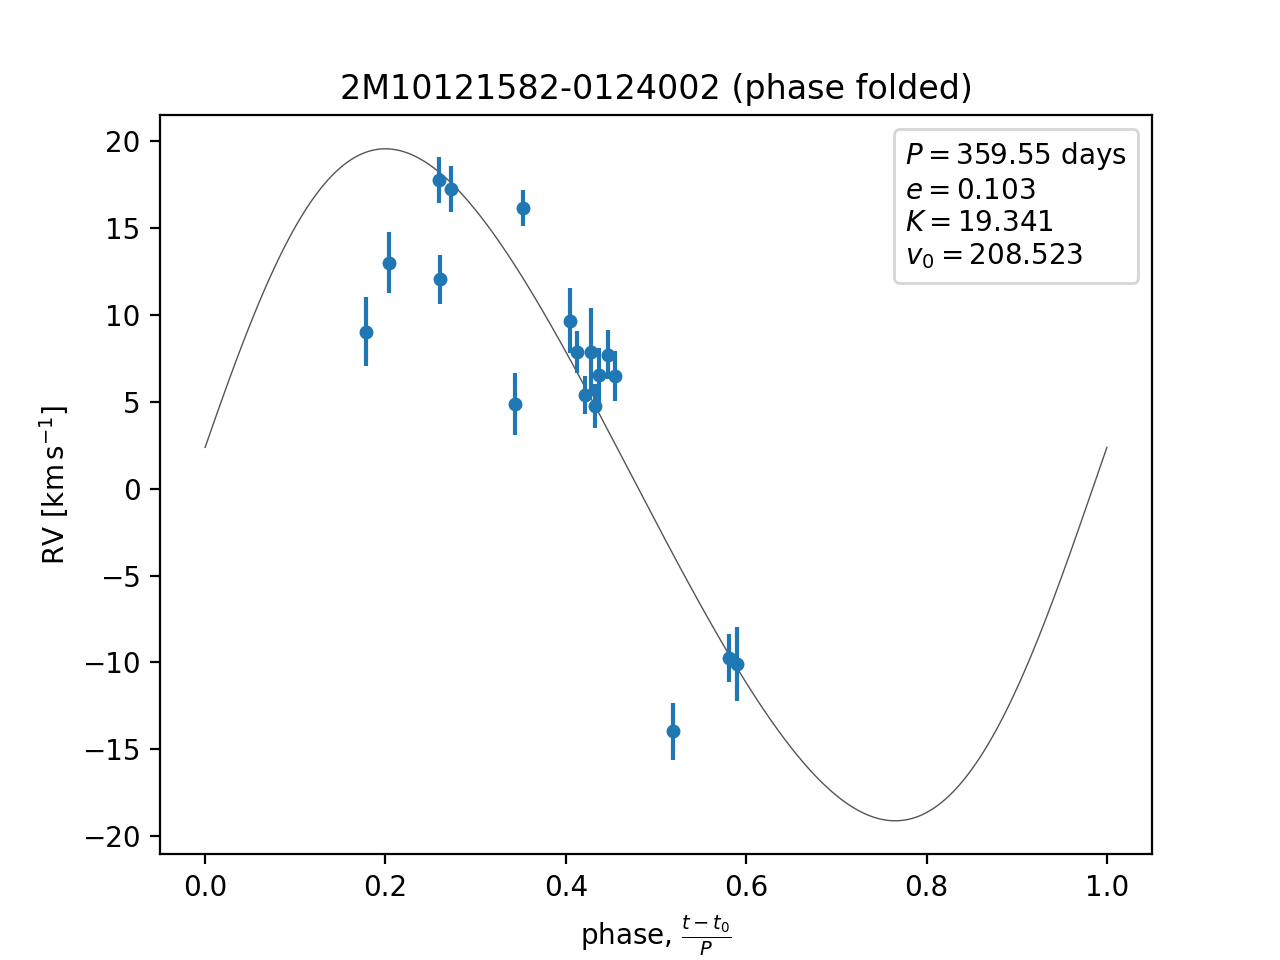 2M10121582-0124002 (phase folded)
P = 359.55 days
e = 0.103
K = 19.341
v₀ = 208.523
20
15
10
5
0
−5
−10
−15
−20
RV [km s⁻¹]
0.0 0.2 0.4 0.6 0.8 1.0
phase, (t − t₀)/P